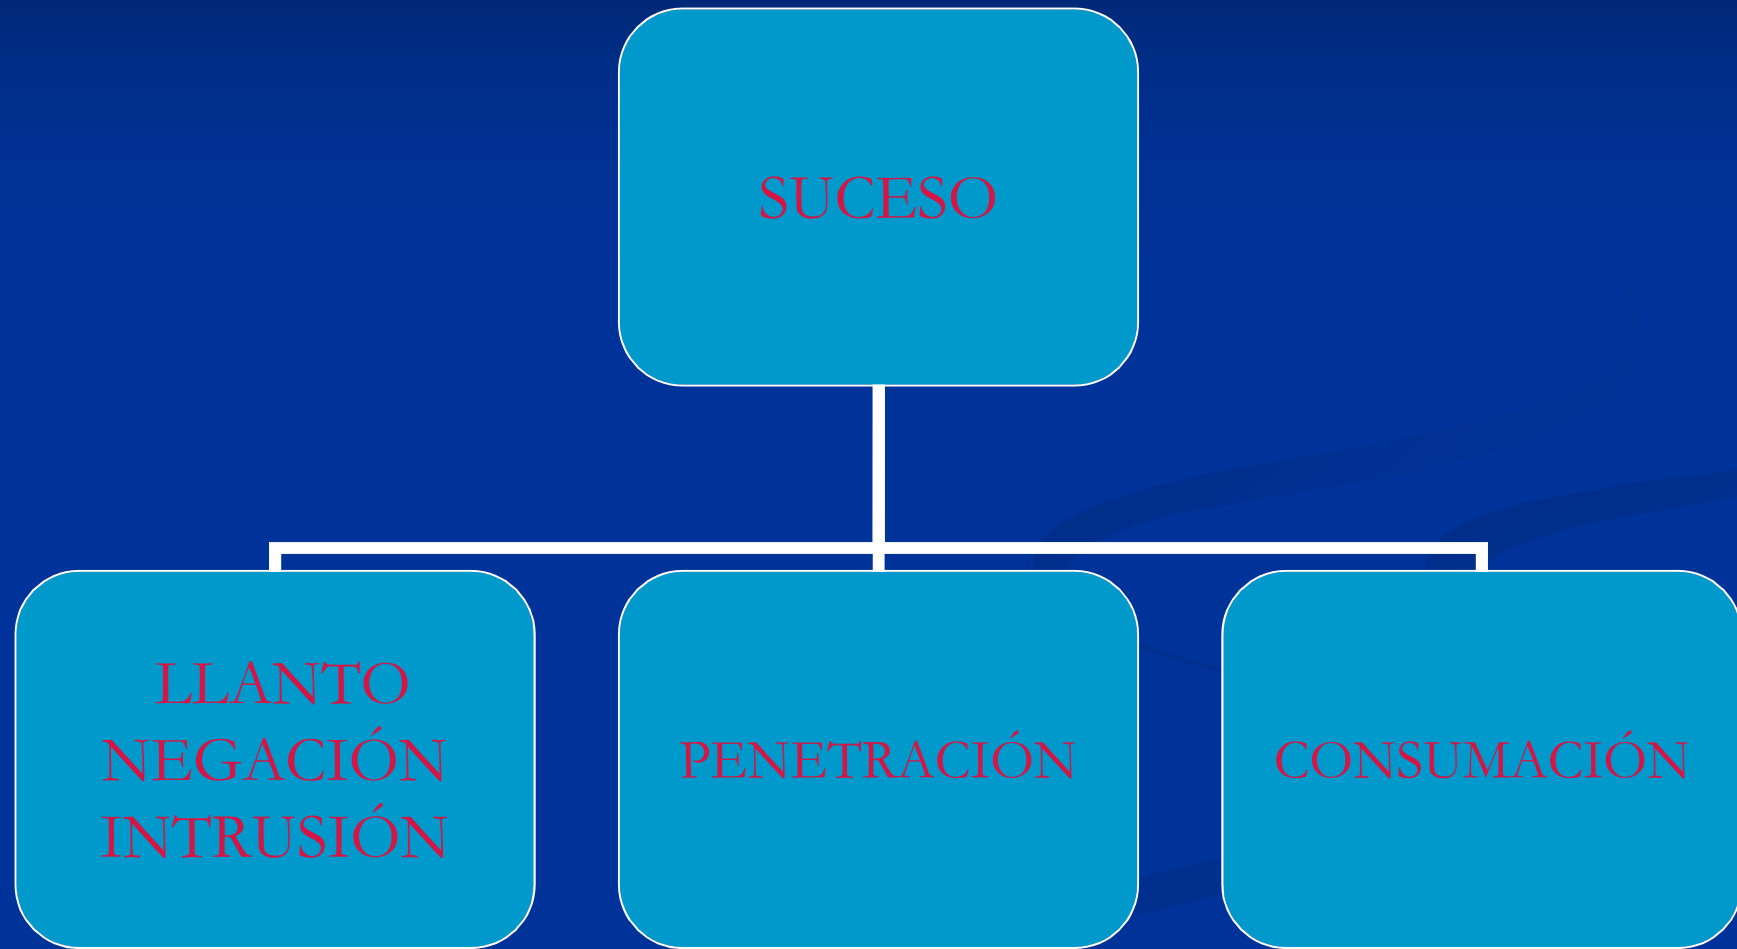 SUCESO
LLANTO
NEGACIÓN
INTRUSIÓN
PENETRACIÓN
CONSUMACIÓN